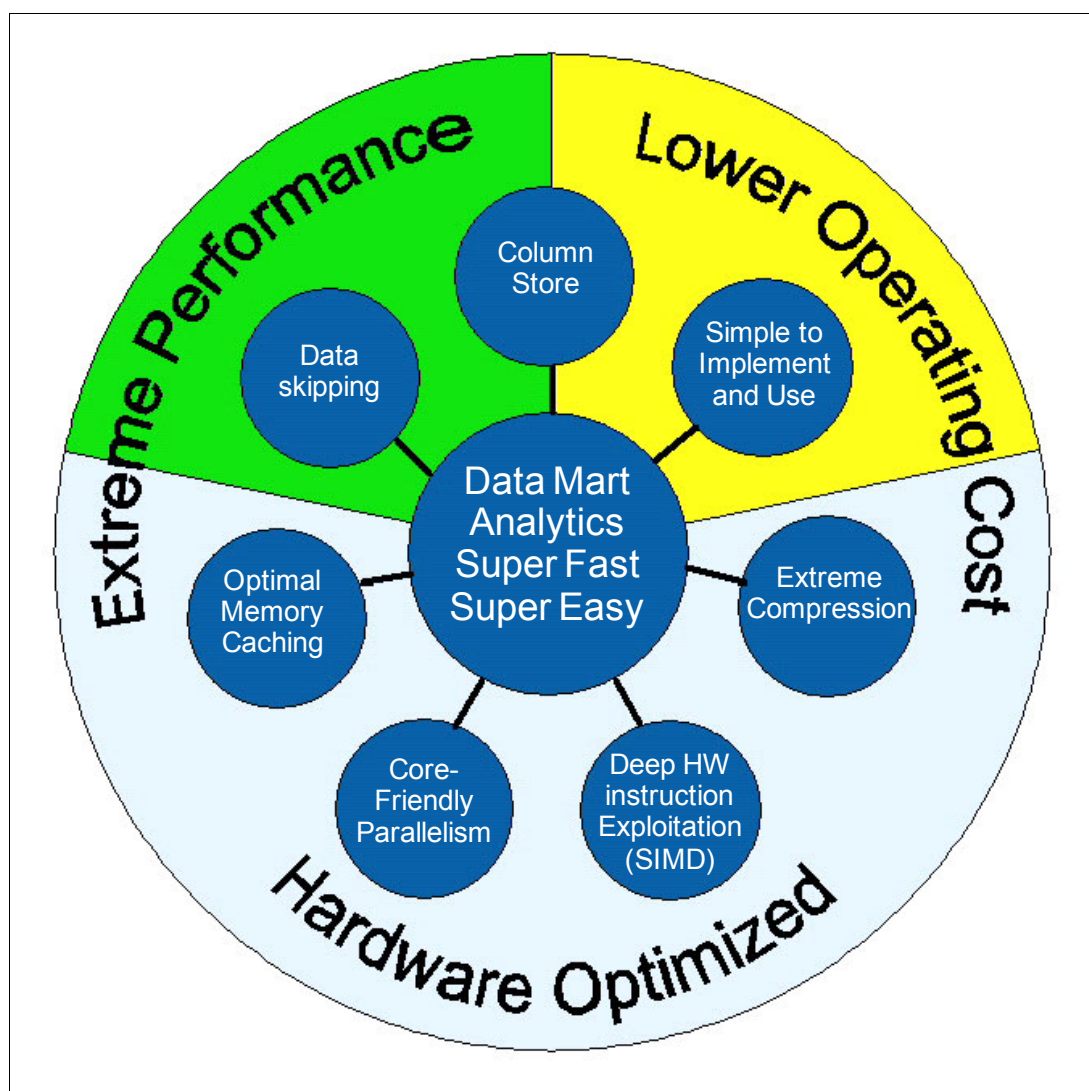 Extreme Performance
Lower Operating Cost
Column
Store
Data
skipping
Simple to
Implement
and Use
Data Mart
Analytics
Super Fast
Super Easy
Optimal
Memory
Caching
Extreme
Compression
Core-
Friendly
Parallelism
Deep HW
instruction
Exploitation
(SIMD)
Hardware Optimized